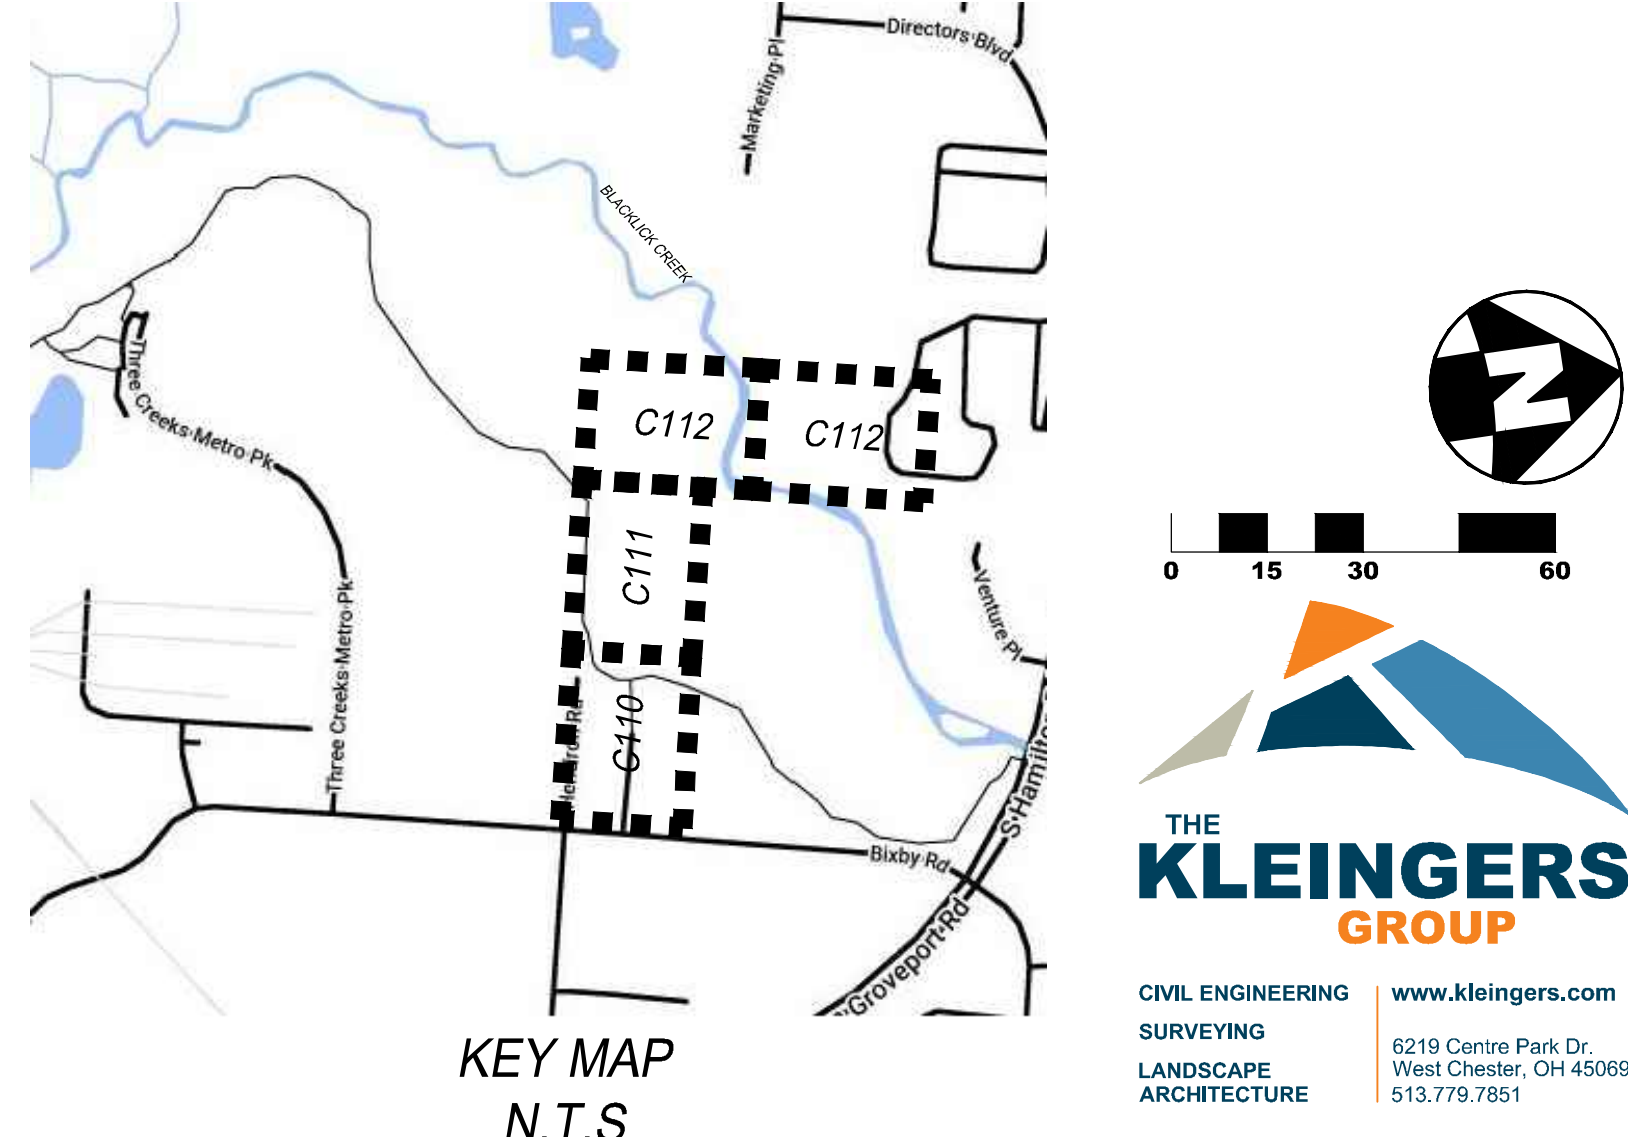 Directors Blvd
Marketing Pl
BLACKLICK CREEK
Three Creeks Metro Pk
C112
C112
C111
Venture Pl
Three Creeks Metro Pk
C110
S Hamilto
Bixby Rd
Groveport Rd
KEY MAP
N.T.S
N
0 15 30 60
THE
KLEINGERS
GROUP
CIVIL ENGINEERING
SURVEYING
LANDSCAPE
ARCHITECTURE
www.kleingers.com
6219 Centre Park Dr.
West Chester, OH 45069
513.779.7851